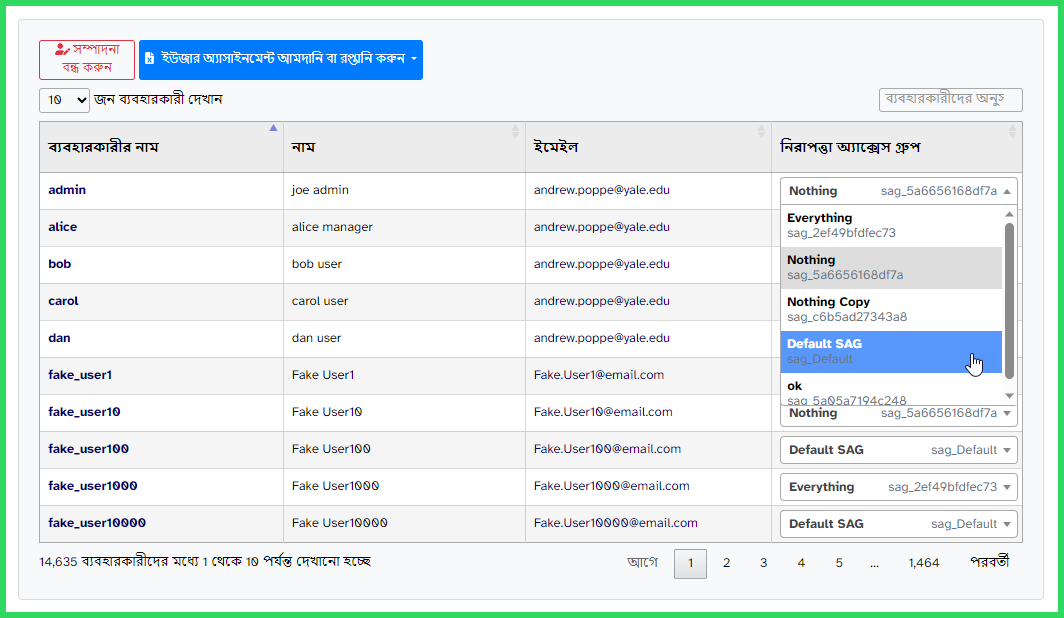 সম্পাদনা
বন্ধ করুন
ইউজার অ্যাসাইনমেন্ট আমদানি বা রপ্তানি করুন
10 জন ব্যবহারকারী দেখান
ব্যবহারকারীদের অনুস
ব্যবহারকারীর নাম নাম ইমেইল নিরাপত্তা অ্যাক্সেস গ্রুপ
admin joe admin andrew.poppe@yale.edu Nothing sag_5a6656168df7a
alice alice manager andrew.poppe@yale.edu
bob bob user andrew.poppe@yale.edu
carol carol user andrew.poppe@yale.edu
dan dan user andrew.poppe@yale.edu
Everything
sag_2ef49bfdfec73
Nothing
sag_5a6656168df7a
Nothing Copy
sag_c6b5ad27343a8
Default SAG
sag_Default
ok
sag_5a05a7194c248
fake_user1 Fake User1 Fake.User1@email.com
fake_user10 Fake User10 Fake.User10@email.com Nothing sag_5a6656168df7a
fake_user100 Fake User100 Fake.User100@email.com Default SAG sag_Default
fake_user1000 Fake User1000 Fake.User1000@email.com Everything sag_2ef49bfdfec73
fake_user10000 Fake User10000 Fake.User10000@email.com Default SAG sag_Default
14,635 ব্যবহারকারীদের মধ্যে 1 থেকে 10 পর্যন্ত দেখানো হচ্ছে
আগে 1 2 3 4 5 ... 1,464 পরবর্তী